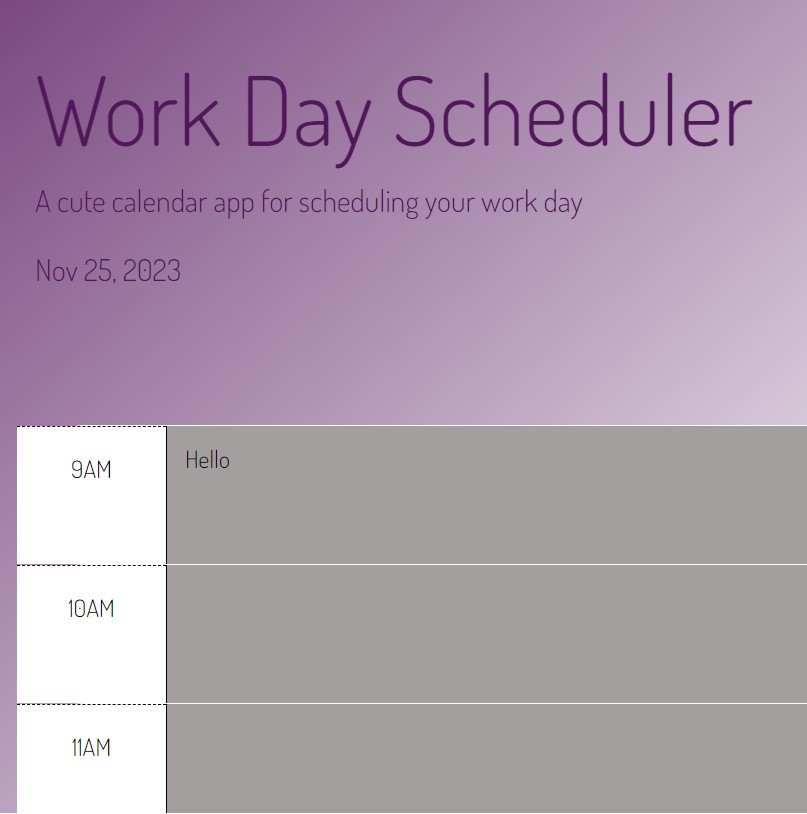 Work Day Scheduler
A cute calendar app for scheduling your work day
Nov 25, 2023
9AM
Hello
10AM
11AM